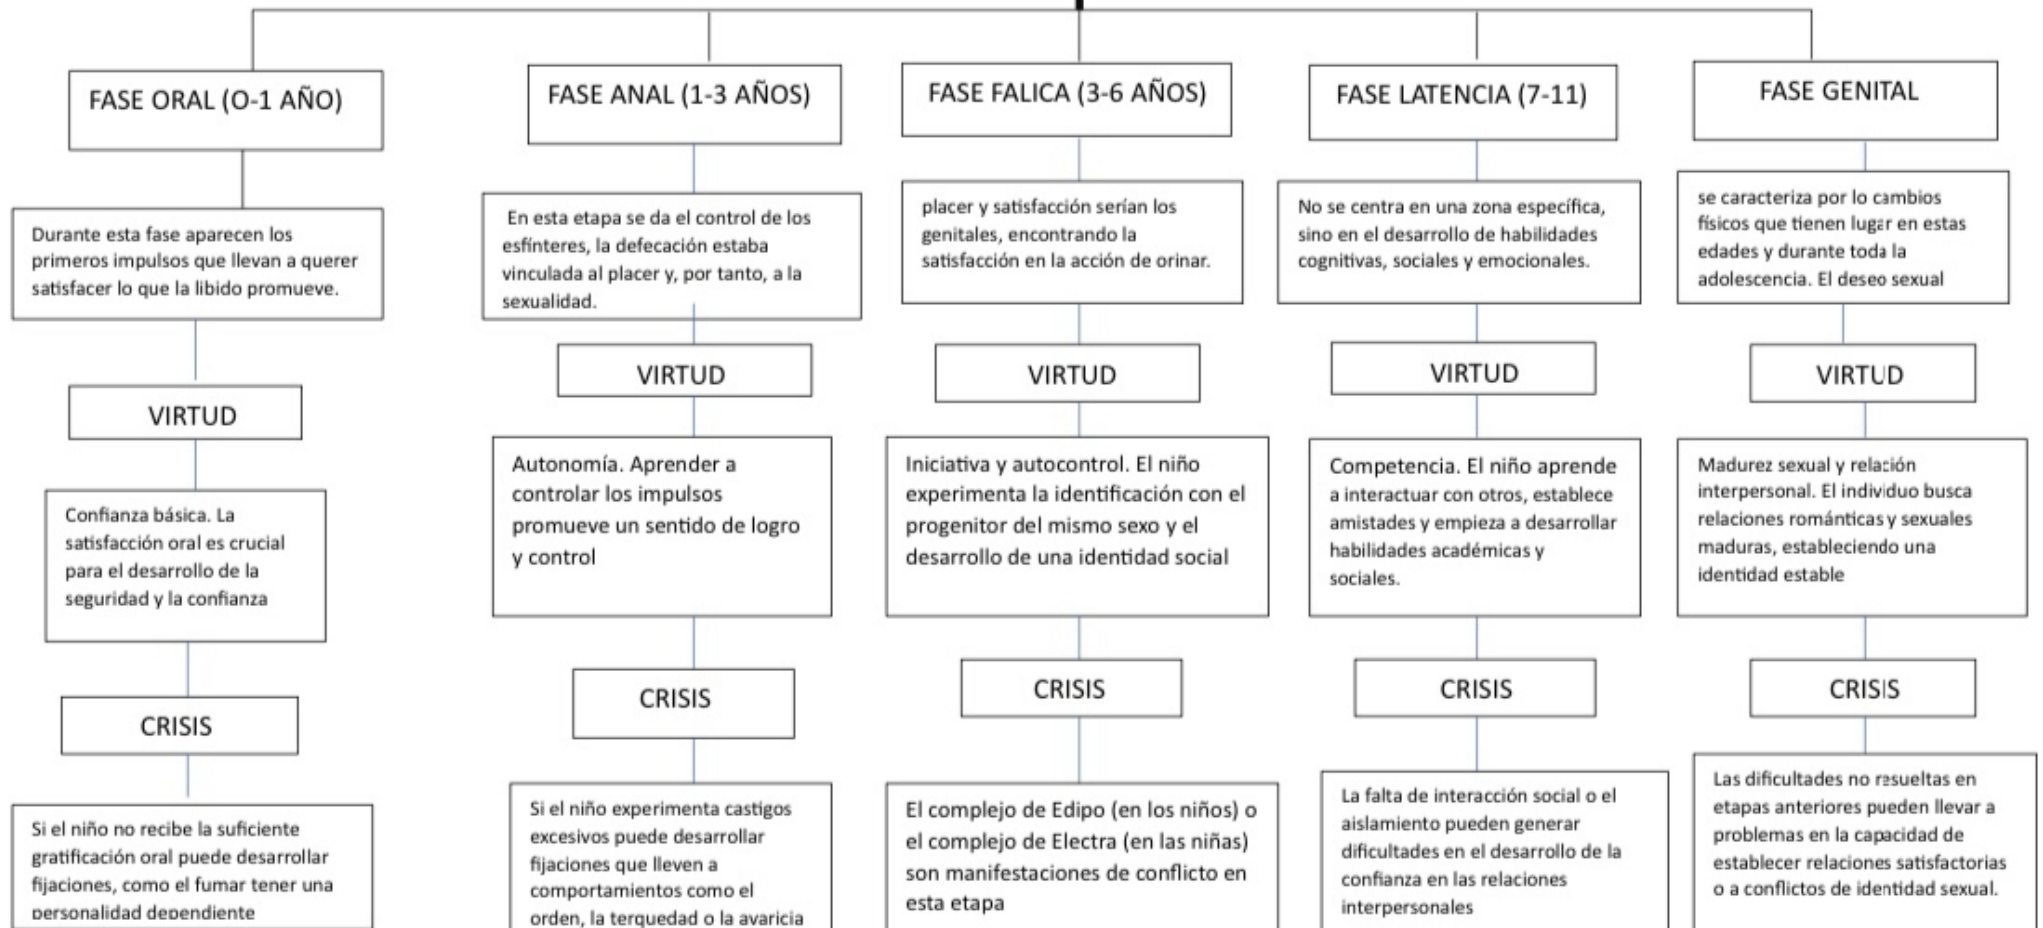 FASE ORAL (O-1 AÑO)
Durante esta fase aparecen los
primeros impulsos que llevan a querer
satisfacer lo que la libido promueve.
VIRTUD
Confianza básica. La
satisfacción oral es crucial
para el desarrollo de la
seguridad y la confianza
CRISIS
Si el niño no recibe la suficiente
gratificación oral puede desarrollar
fijaciones, como el fumar tener una
personalidad dependiente
FASE ANAL (1-3 AÑOS)
En esta etapa se da el control de los
esfínteres, la defecación estaba
vinculada al placer y, por tanto, a la
sexualidad.
VIRTUD
Autonomía. Aprender a
controlar los impulsos
promueve un sentido de logro
y control
CRISIS
Si el niño experimenta castigos
excesivos puede desarrollar
fijaciones que lleven a
comportamientos como el
orden, la terquedad o la avaricia
FASE FALICA (3-6 AÑOS)
placer y satisfacción serían los
genitales, encontrando la
satisfacción en la acción de orinar.
VIRTUD
Iniciativa y autocontrol. El niño
experimenta la identificación con el
progenitor del mismo sexo y el
desarrollo de una identidad social
CRISIS
El complejo de Edipo (en los niños) o
el complejo de Electra (en las niñas)
son manifestaciones de conflicto en
esta etapa
FASE LATENCIA (7-11)
No se centra en una zona específica,
sino en el desarrollo de habilidades
cognitivas, sociales y emocionales.
VIRTUD
Competencia. El niño aprende
a interactuar con otros, establece
amistades y empieza a desarrollar
habilidades académicas y
sociales.
CRISIS
La falta de interacción social o el
aislamiento pueden generar
dificultades en el desarrollo de la
confianza en las relaciones
interpersonales
FASE GENITAL
se caracteriza por lo cambios
físicos que tienen lugar en estas
edades y durante toda la
adolescencia. El deseo sexual
VIRTUD
Madurez sexual y relación
interpersonal. El individuo busca
relaciones románticas y sexuales
maduras, estableciendo una
identidad estable
CRISIS
Las dificultades no resueltas en
etapas anteriores pueden llevar a
problemas en la capacidad de
establecer relaciones satisfactorias
o a conflictos de identidad sexual.